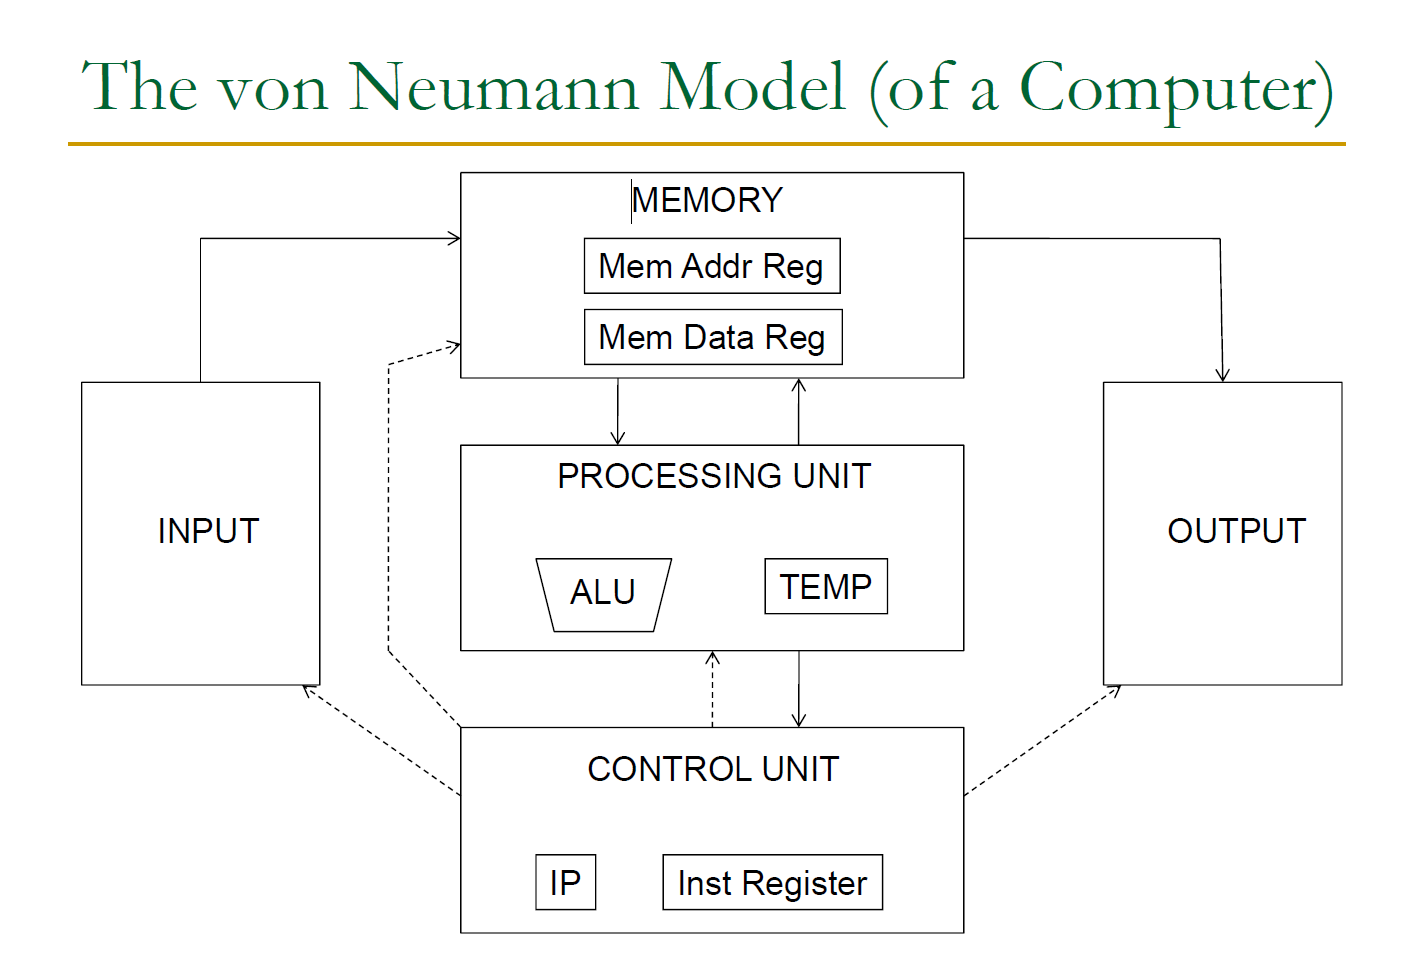 The von Neumann Model (of a Computer)
MEMORY
Mem Addr Reg
Mem Data Reg
PROCESSING UNIT
INPUT
OUTPUT
ALU
TEMP
CONTROL UNIT
IP
Inst Register